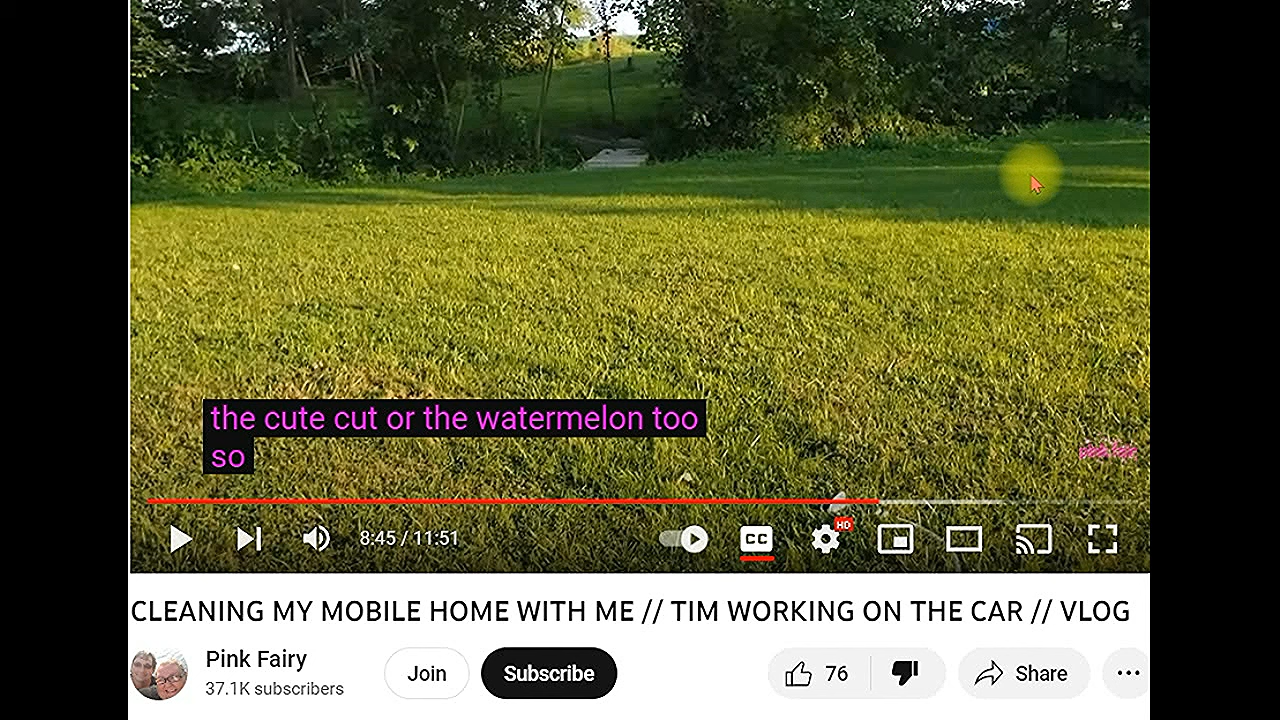 the cute cut or the watermelon too
so
8:45 / 11:51
CC
HD
CLEANING MY MOBILE HOME WITH ME // TIM WORKING ON THE CAR // VLOG
Pink Fairy
37.1K subscribers
Join
Subscribe
76
Share